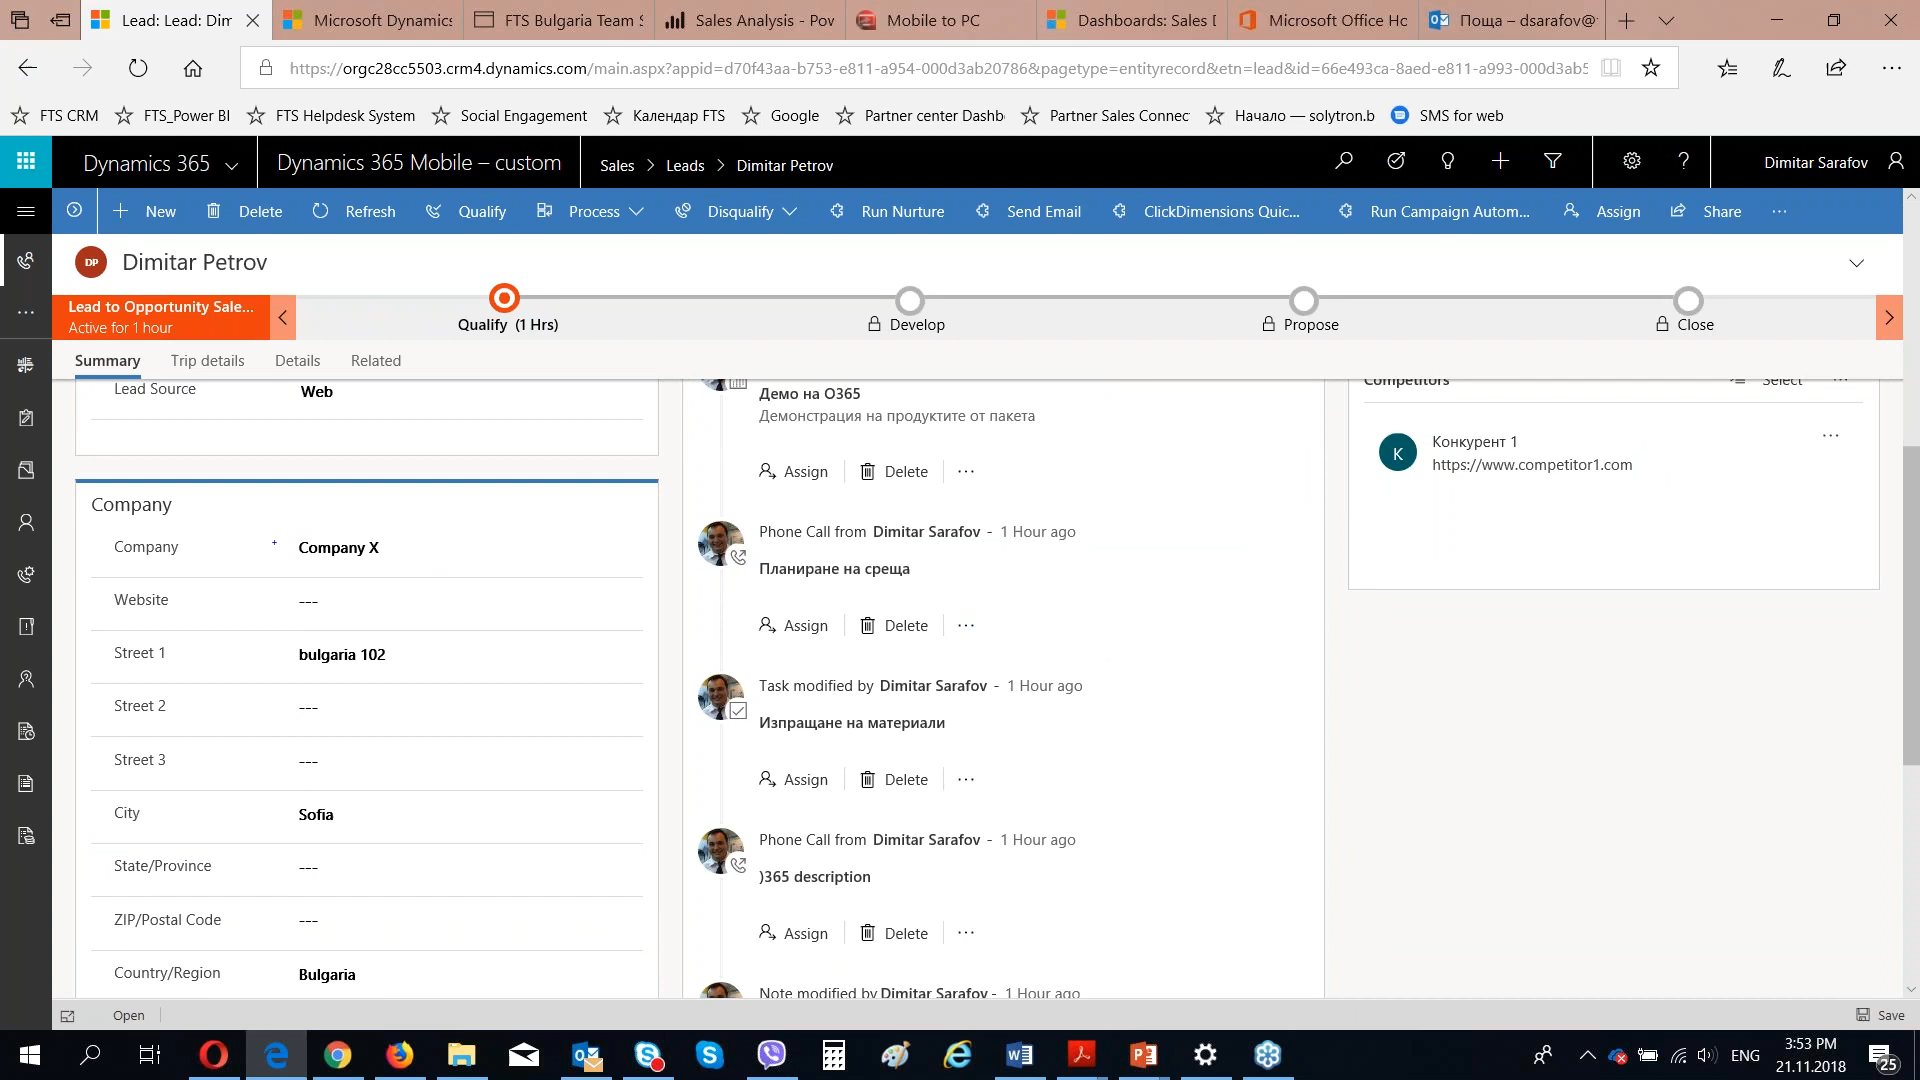 Lead: Lead: Dim
Microsoft Dynamics
FTS Bulgaria Team S
Sales Analysis - Pow
Mobile to PC
Dashboards: Sales D
Microsoft Office Ho
Поща – dsarafov@
https://orgc28cc5503.crm4.dynamics.com/main.aspx?appid=d70f43aa-b753-e811-a954-000d3ab20786&pagetype=entityrecord&etn=lead&id=66e493ca-8aed-e811-a993-000d3ab5
FTS CRM
FTS_Power BI
FTS Helpdesk System
Social Engagement
Календар FTS
Google
Partner center Dashb
Partner Sales Connec
Начало — solytron.b
SMS for web
Dynamics 365
Dynamics 365 Mobile – custom
Sales > Leads > Dimitar Petrov
Dimitar Sarafov
New
Delete
Refresh
Qualify
Process
Disqualify
Run Nurture
Send Email
ClickDimensions Quic...
Run Campaign Autom...
Assign
Share
DP
Dimitar Petrov
Lead to Opportunity Sale...
Active for 1 hour
Qualify (1 Hrs)
Develop
Propose
Close
Summary
Trip details
Details
Related
Lead Source
Web
Company
Company
+
Company X
Website
---
Street 1
bulgaria 102
Street 2
---
Street 3
---
City
Sofia
State/Province
---
ZIP/Postal Code
---
Country/Region
Bulgaria
Демо на О365
Демонстрация на продуктите от пакета
Assign
Delete
Phone Call from Dimitar Sarafov - 1 Hour ago
Планиране на среща
Assign
Delete
Task modified by Dimitar Sarafov - 1 Hour ago
Изпращане на материали
Assign
Delete
Phone Call from Dimitar Sarafov - 1 Hour ago
)365 description
Assign
Delete
Note modified by Dimitar Sarafov - 1 Hour ago
Competitors
Select
К
Конкурент 1
https://www.competitor1.com
Open
Save
ENG
3:53 PM
21.11.2018
25